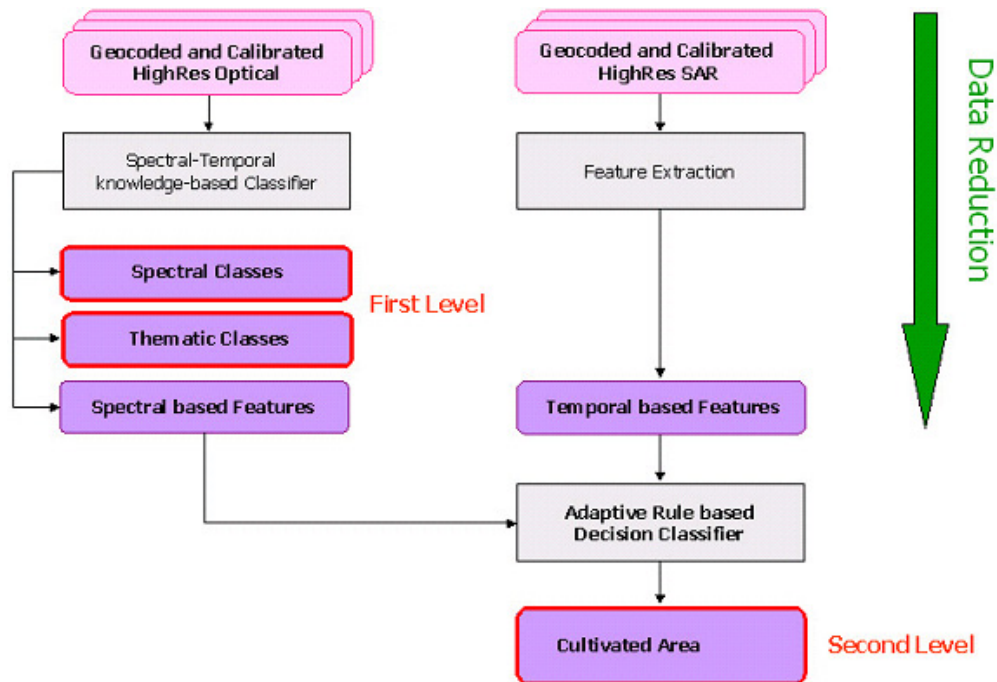 Geocoded and Calibrated
HighRes Optical
Geocoded and Calibrated
HighRes SAR
Spectral-Temporal
knowledge-based Classifier
Feature Extraction
Spectral Classes
First Level
Thematic Classes
Spectral based Features
Temporal based Features
Adaptive Rule based
Decision Classifier
Cultivated Area
Second Level
Data Reduction